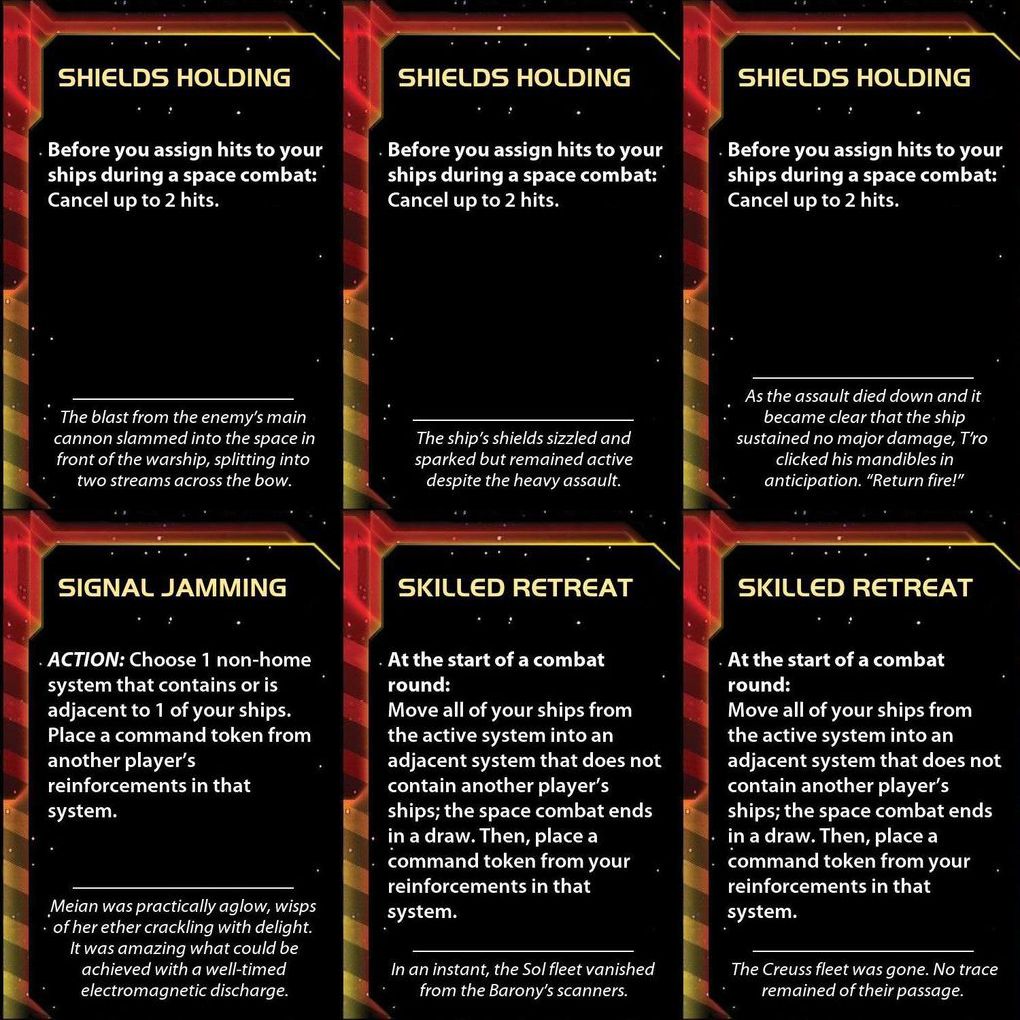 SHIELDS HOLDING
Before you assign hits to your
ships during a space combat:
Cancel up to 2 hits.
The blast from the enemy's main
cannon slammed into the space in
front of the warship, splitting into
two streams across the bow.
SHIELDS HOLDING
Before you assign hits to your
ships during a space combat:
Cancel up to 2 hits.
The ship's shields sizzled and
sparked but remained active
despite the heavy assault.
SHIELDS HOLDING
Before you assign hits to your
ships during a space combat:
Cancel up to 2 hits.
As the assault died down and it
became clear that the ship
sustained no major damage, T'ro
clicked his mandibles in
anticipation. “Return fire!”
SIGNAL JAMMING
ACTION: Choose 1 non-home
system that contains or is
adjacent to 1 of your ships.
Place a command token from
another player's
reinforcements in that
system.
Meian was practically aglow, wisps
of her ether crackling with delight.
It was amazing what could be
achieved with a well-timed
electromagnetic discharge.
SKILLED RETREAT
At the start of a combat
round:
Move all of your ships from
the active system into an
adjacent system that does not
contain another player's
ships; the space combat ends
in a draw. Then, place a
command token from your
reinforcements in that
system.
In an instant, the Sol fleet vanished
from the Barony's scanners.
SKILLED RETREAT
At the start of a combat
round:
Move all of your ships from
the active system into an
adjacent system that does not
contain another player's
ships; the space combat ends
in a draw. Then, place a
command token from your
reinforcements in that
system.
The Creuss fleet was gone. No trace
remained of their passage.